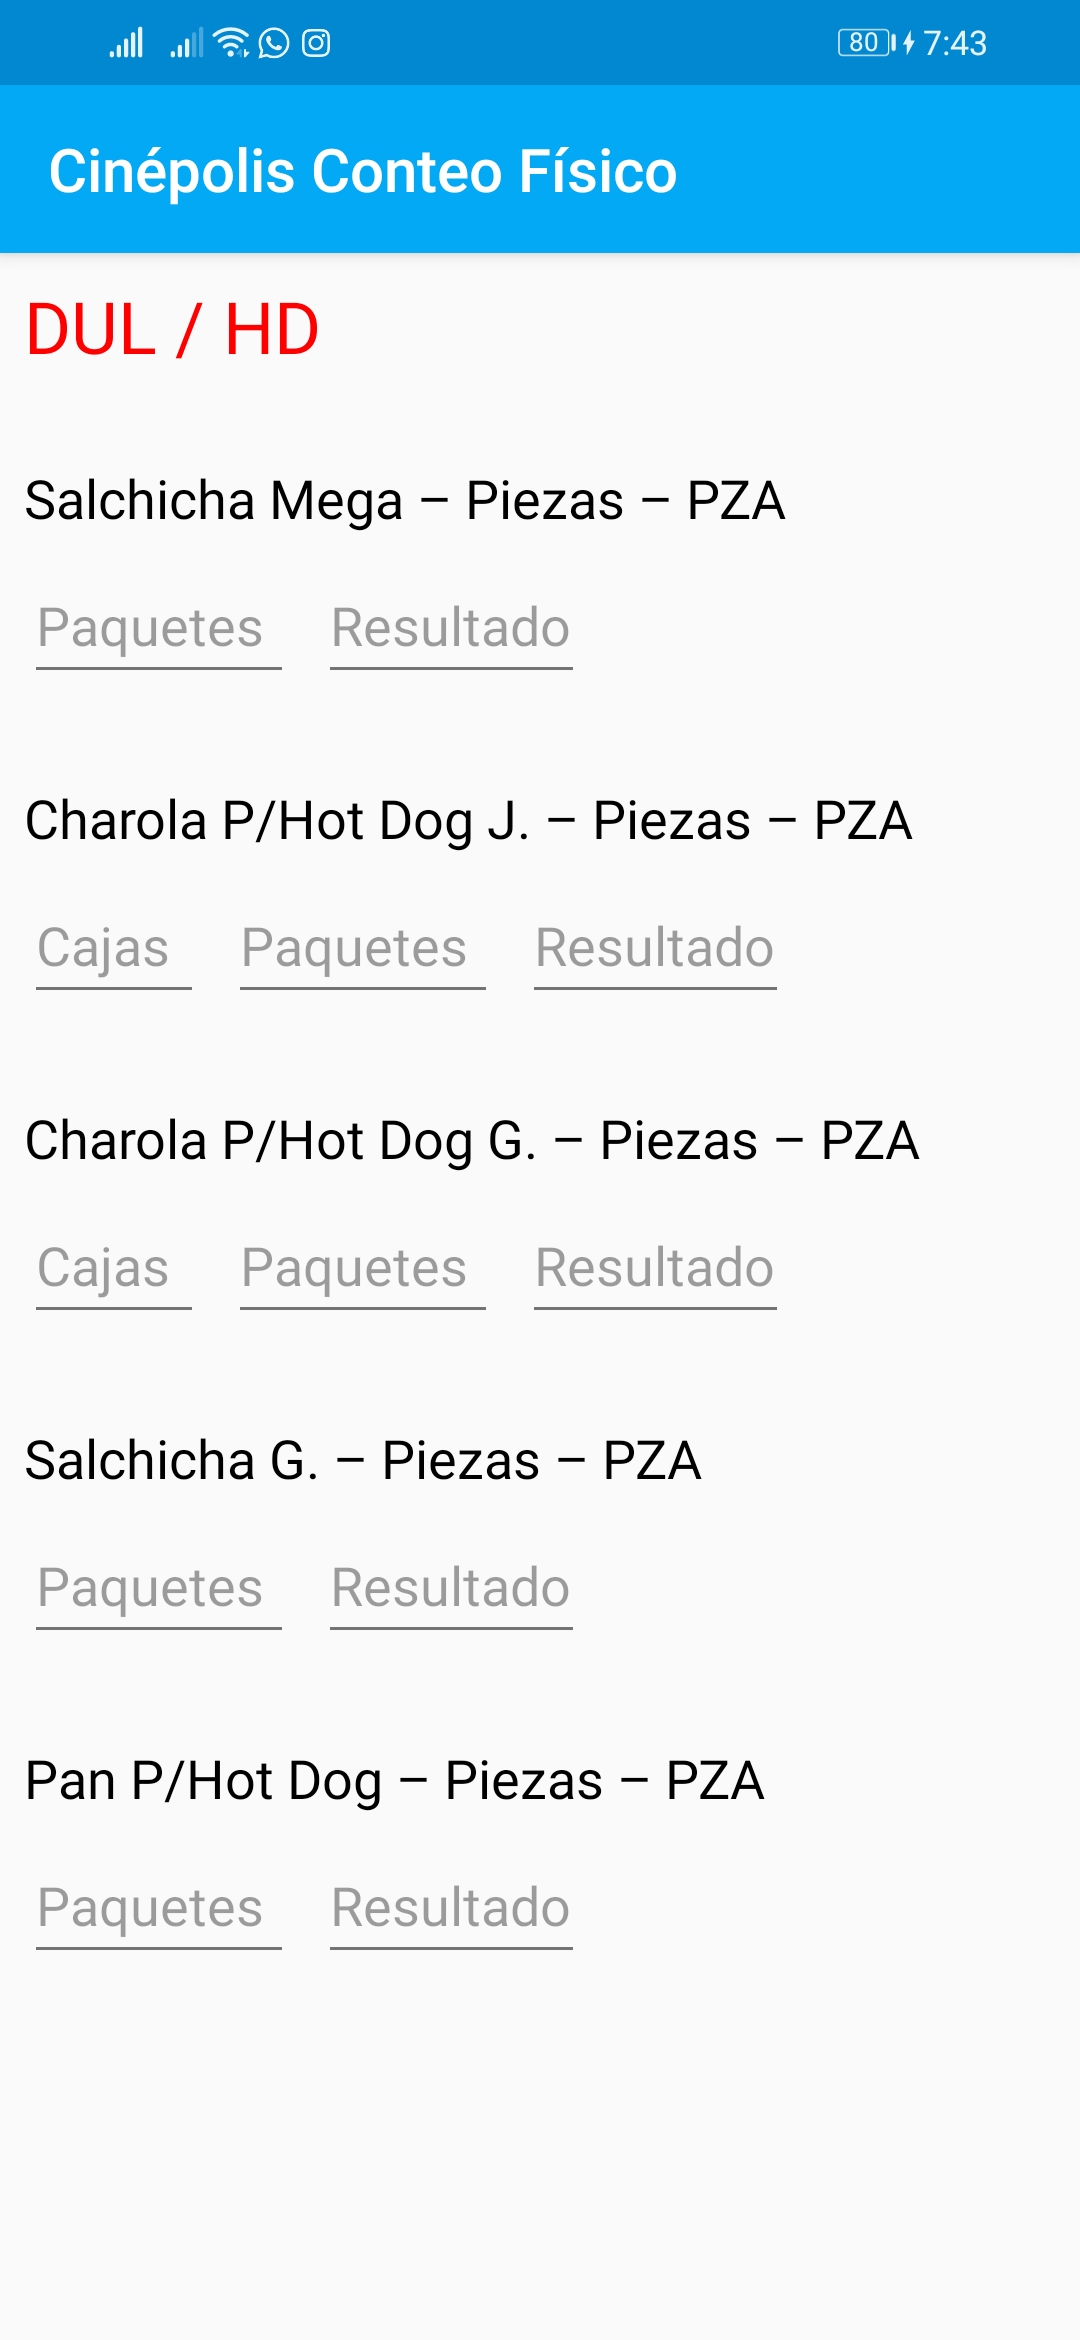 80 7:43
Cinépolis Conteo Físico
DUL / HD
Salchicha Mega – Piezas – PZA
Paquetes Resultado
Charola P/Hot Dog J. – Piezas – PZA
Cajas Paquetes Resultado
Charola P/Hot Dog G. – Piezas – PZA
Cajas Paquetes Resultado
Salchicha G. – Piezas – PZA
Paquetes Resultado
Pan P/Hot Dog – Piezas – PZA
Paquetes Resultado